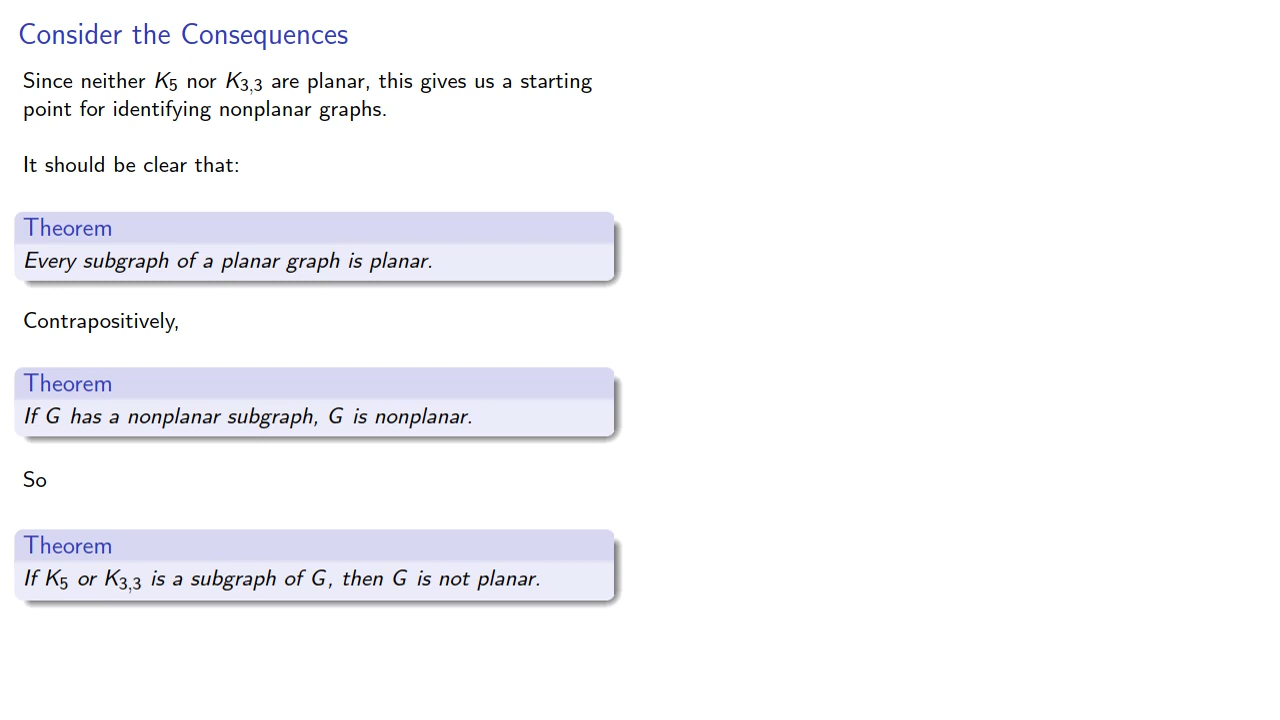 Consider the Consequences
Since neither K5 nor K3,3 are planar, this gives us a starting
point for identifying nonplanar graphs.
It should be clear that:
Theorem
Every subgraph of a planar graph is planar.
Contrapositively,
Theorem
If G has a nonplanar subgraph, G is nonplanar.
So
Theorem
If K5 or K3,3 is a subgraph of G, then G is not planar.